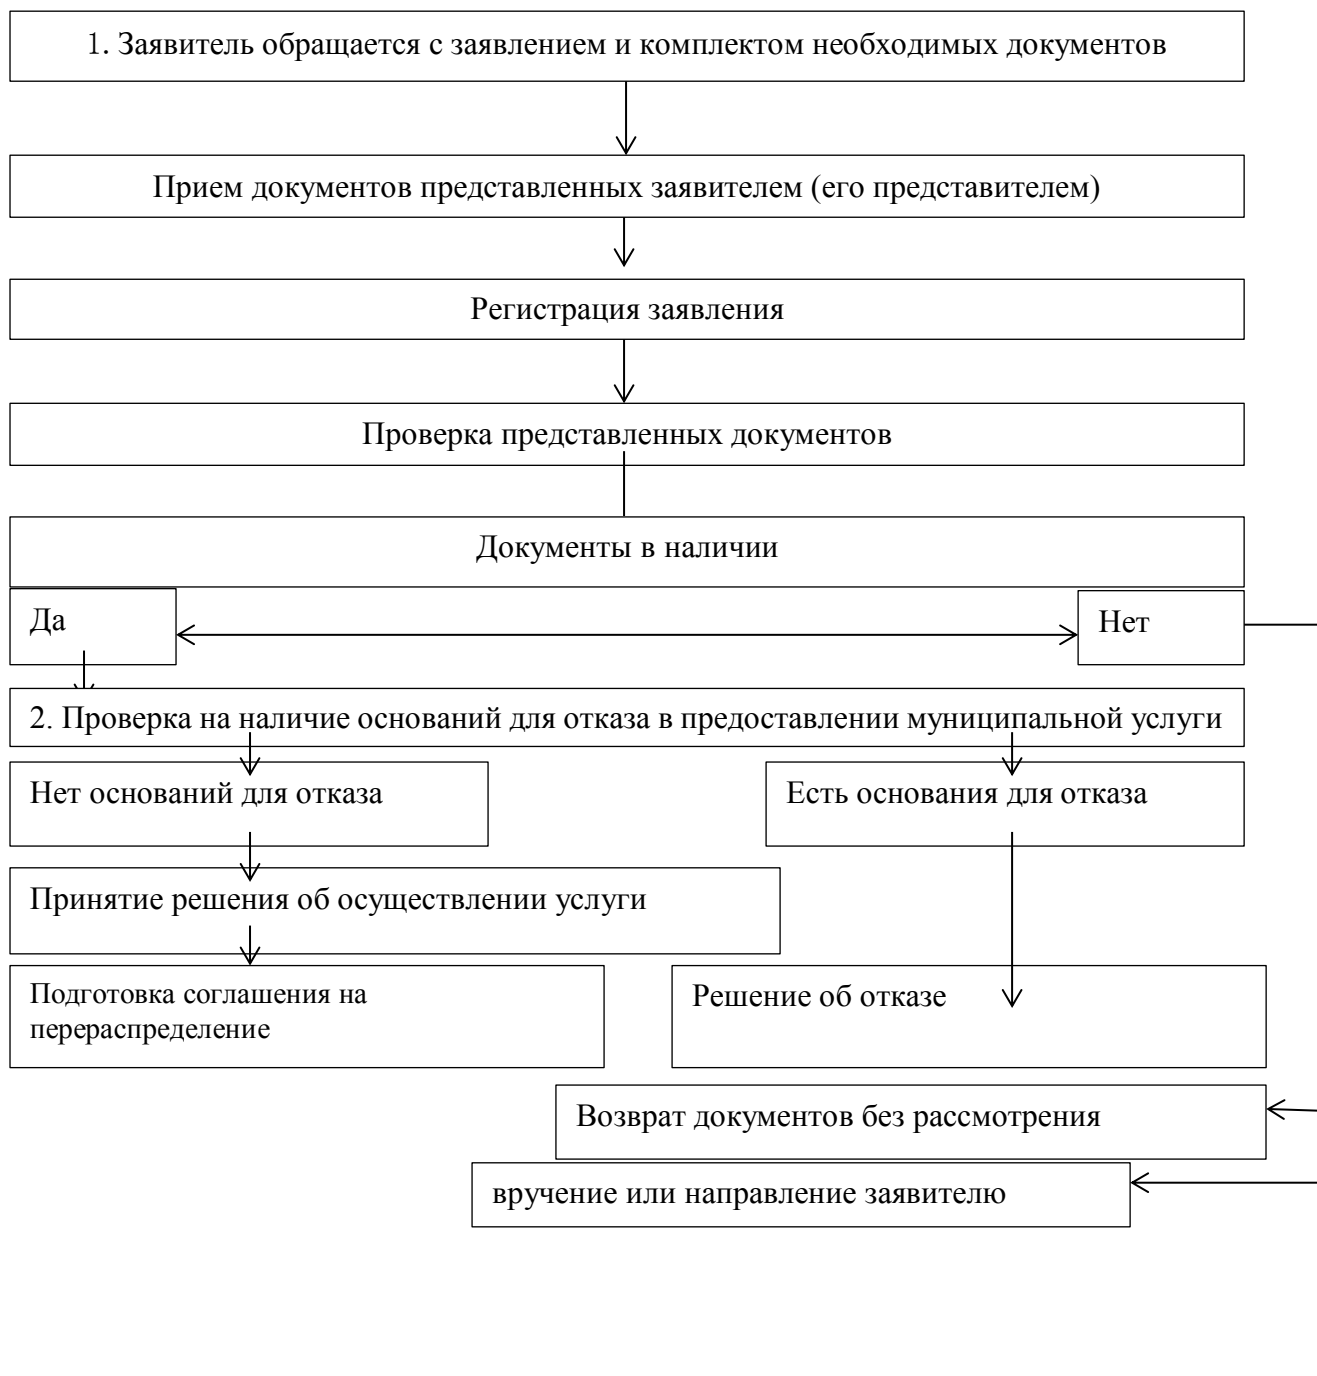 1. Заявитель обращается с заявлением и комплектом необходимых документов
Прием документов представленных заявителем (его представителем)
Регистрация заявления
Проверка представленных документов
Документы в наличии
Да
Нет
2. Проверка на наличие оснований для отказа в предоставлении муниципальной услуги
Нет оснований для отказа
Есть основания для отказа
Принятие решения об осуществлении услуги
Подготовка соглашения на
перераспределение
Решение об отказе
Возврат документов без рассмотрения
вручение или направление заявителю